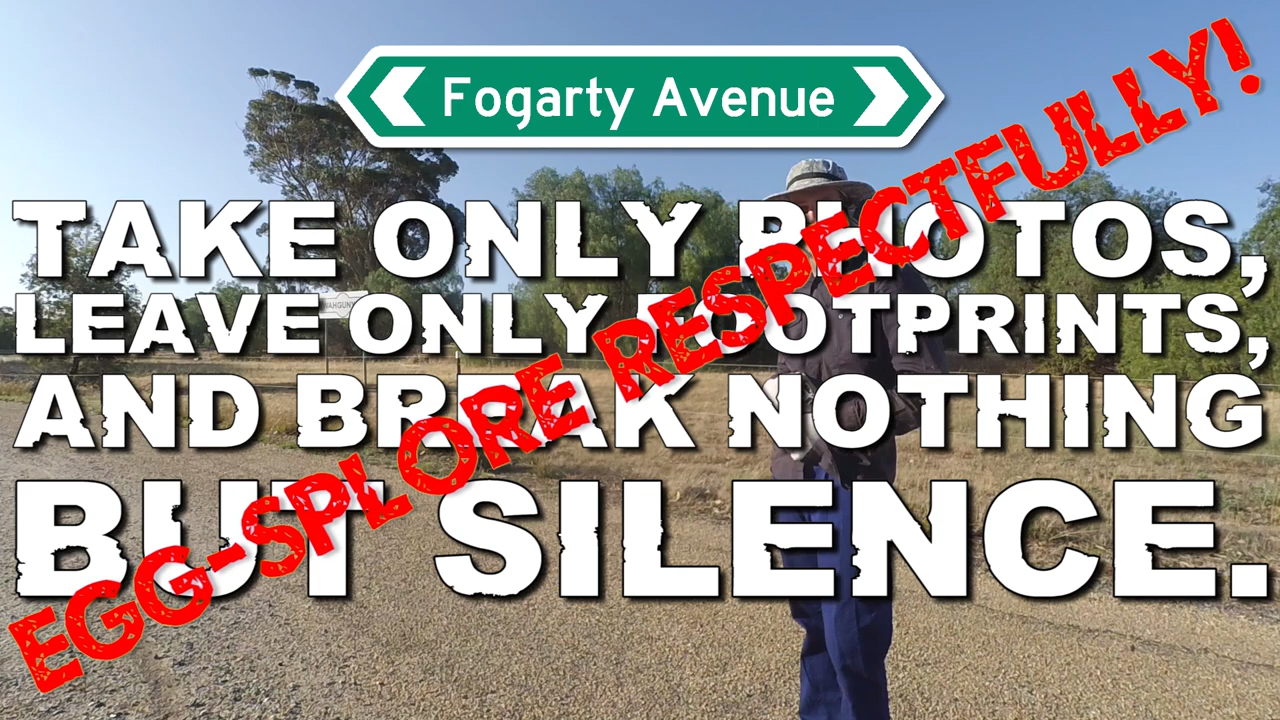 Fogarty Avenue
TAKE ONLY PHOTOS,
LEAVE ONLY FOOTPRINTS,
AND BREAK NOTHING
BUT SILENCE.
EGG-SPLORE RESPECTFULLY!